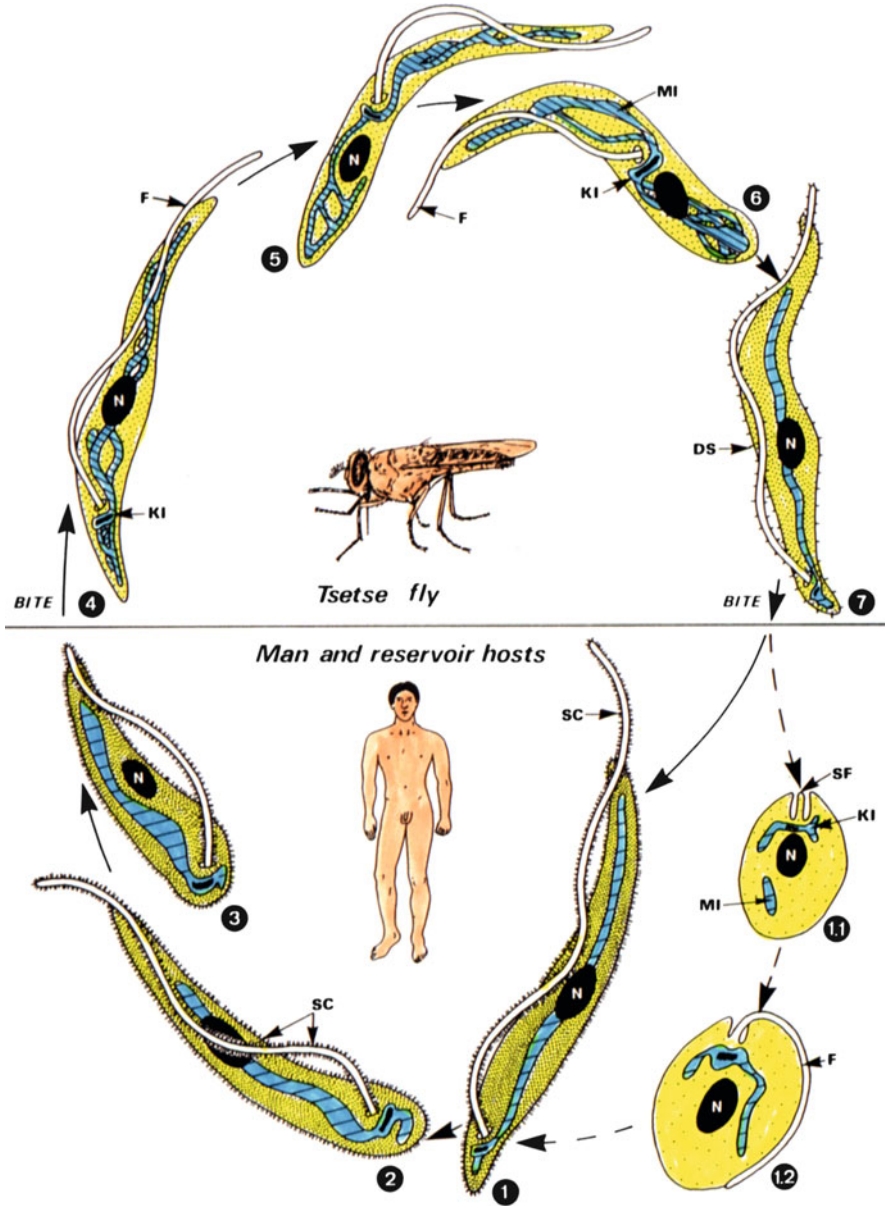 MI
N
F
KI
F
6
5
N
DS
N
KI
BITE
4
Tsetse fly
BITE
7
Man and reservoir hosts
SC
SF
N
KI
N
MI
3
1.1
SC
N
F
N
2
1
1.2